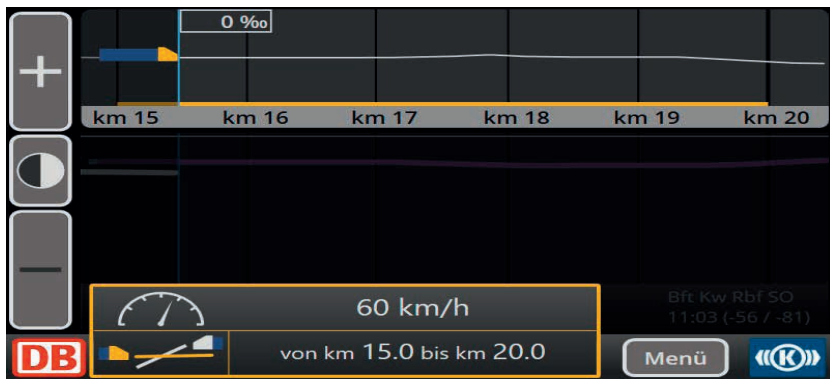 0 ‰
km 15 km 16 km 17 km 18 km 19 km 20
60 km/h
von km 15.0 bis km 20.0
Bft Kw Rbf SO
11:03 (-56 / -81)
DB
Menü
((K))